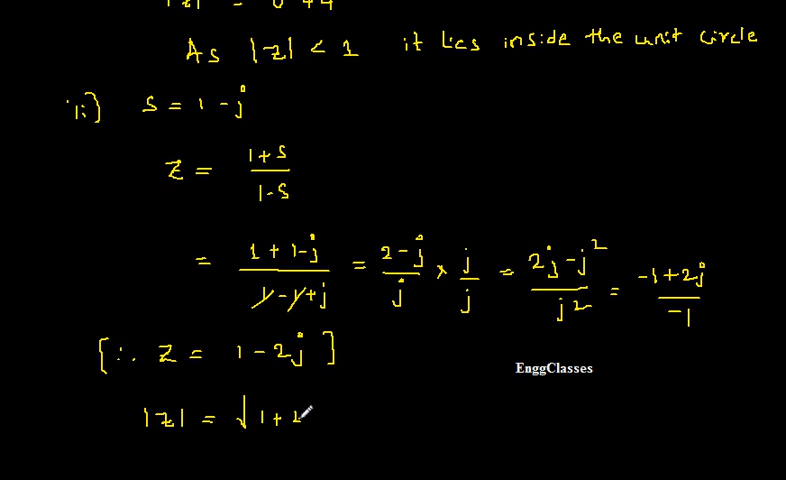 As |z| < 1 it lies inside the unit circle
ii) s = 1 - j
Z = 1+s / 1-s
= 1 + 1-j / 1-1+j = 2-j / j × j / j = 2j - j² / j² = -1+2j / -1
[∴ Z = 1 - 2j ]
EnggClasses
|z| = √ 1 +